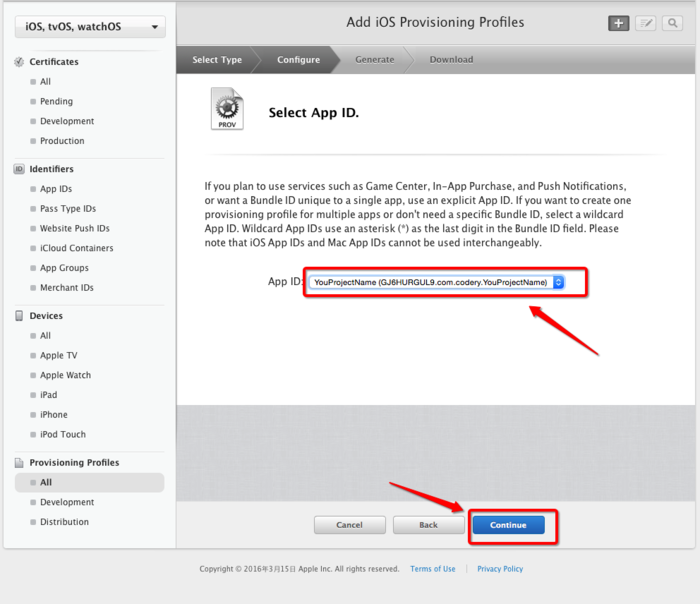 iOS, tvOS, watchOS
Certificates
All
Pending
Development
Production
ID Identifiers
App IDs
Pass Type IDs
Website Push IDs
iCloud Containers
App Groups
Merchant IDs
Devices
All
Apple TV
Apple Watch
iPad
iPhone
iPod Touch
Provisioning Profiles
All
Development
Distribution
Add iOS Provisioning Profiles
Select Type
Configure
Generate
Download
PROV
Select App ID.
If you plan to use services such as Game Center, In-App Purchase, and Push Notifications,
or want a Bundle ID unique to a single app, use an explicit App ID. If you want to create one
provisioning profile for multiple apps or don't need a specific Bundle ID, select a wildcard
App ID. Wildcard App IDs use an asterisk (*) as the last digit in the Bundle ID field. Please
note that iOS App IDs and Mac App IDs cannot be used interchangeably.
App ID: YouProjectName (GJ6HURGUL9.com.codery.YouProjectName)
Cancel
Back
Continue
Copyright © 2016年3月15日 Apple Inc. All rights reserved. Terms of Use | Privacy Policy